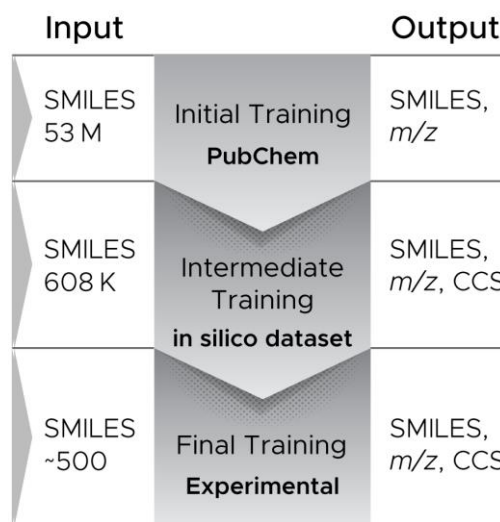 Input
Output
SMILES
53 M
Initial Training
PubChem
SMILES,
m/z
SMILES
608 K
Intermediate
Training
in silico dataset
SMILES,
m/z, CCS
SMILES
~500
Final Training
Experimental
SMILES,
m/z, CCS